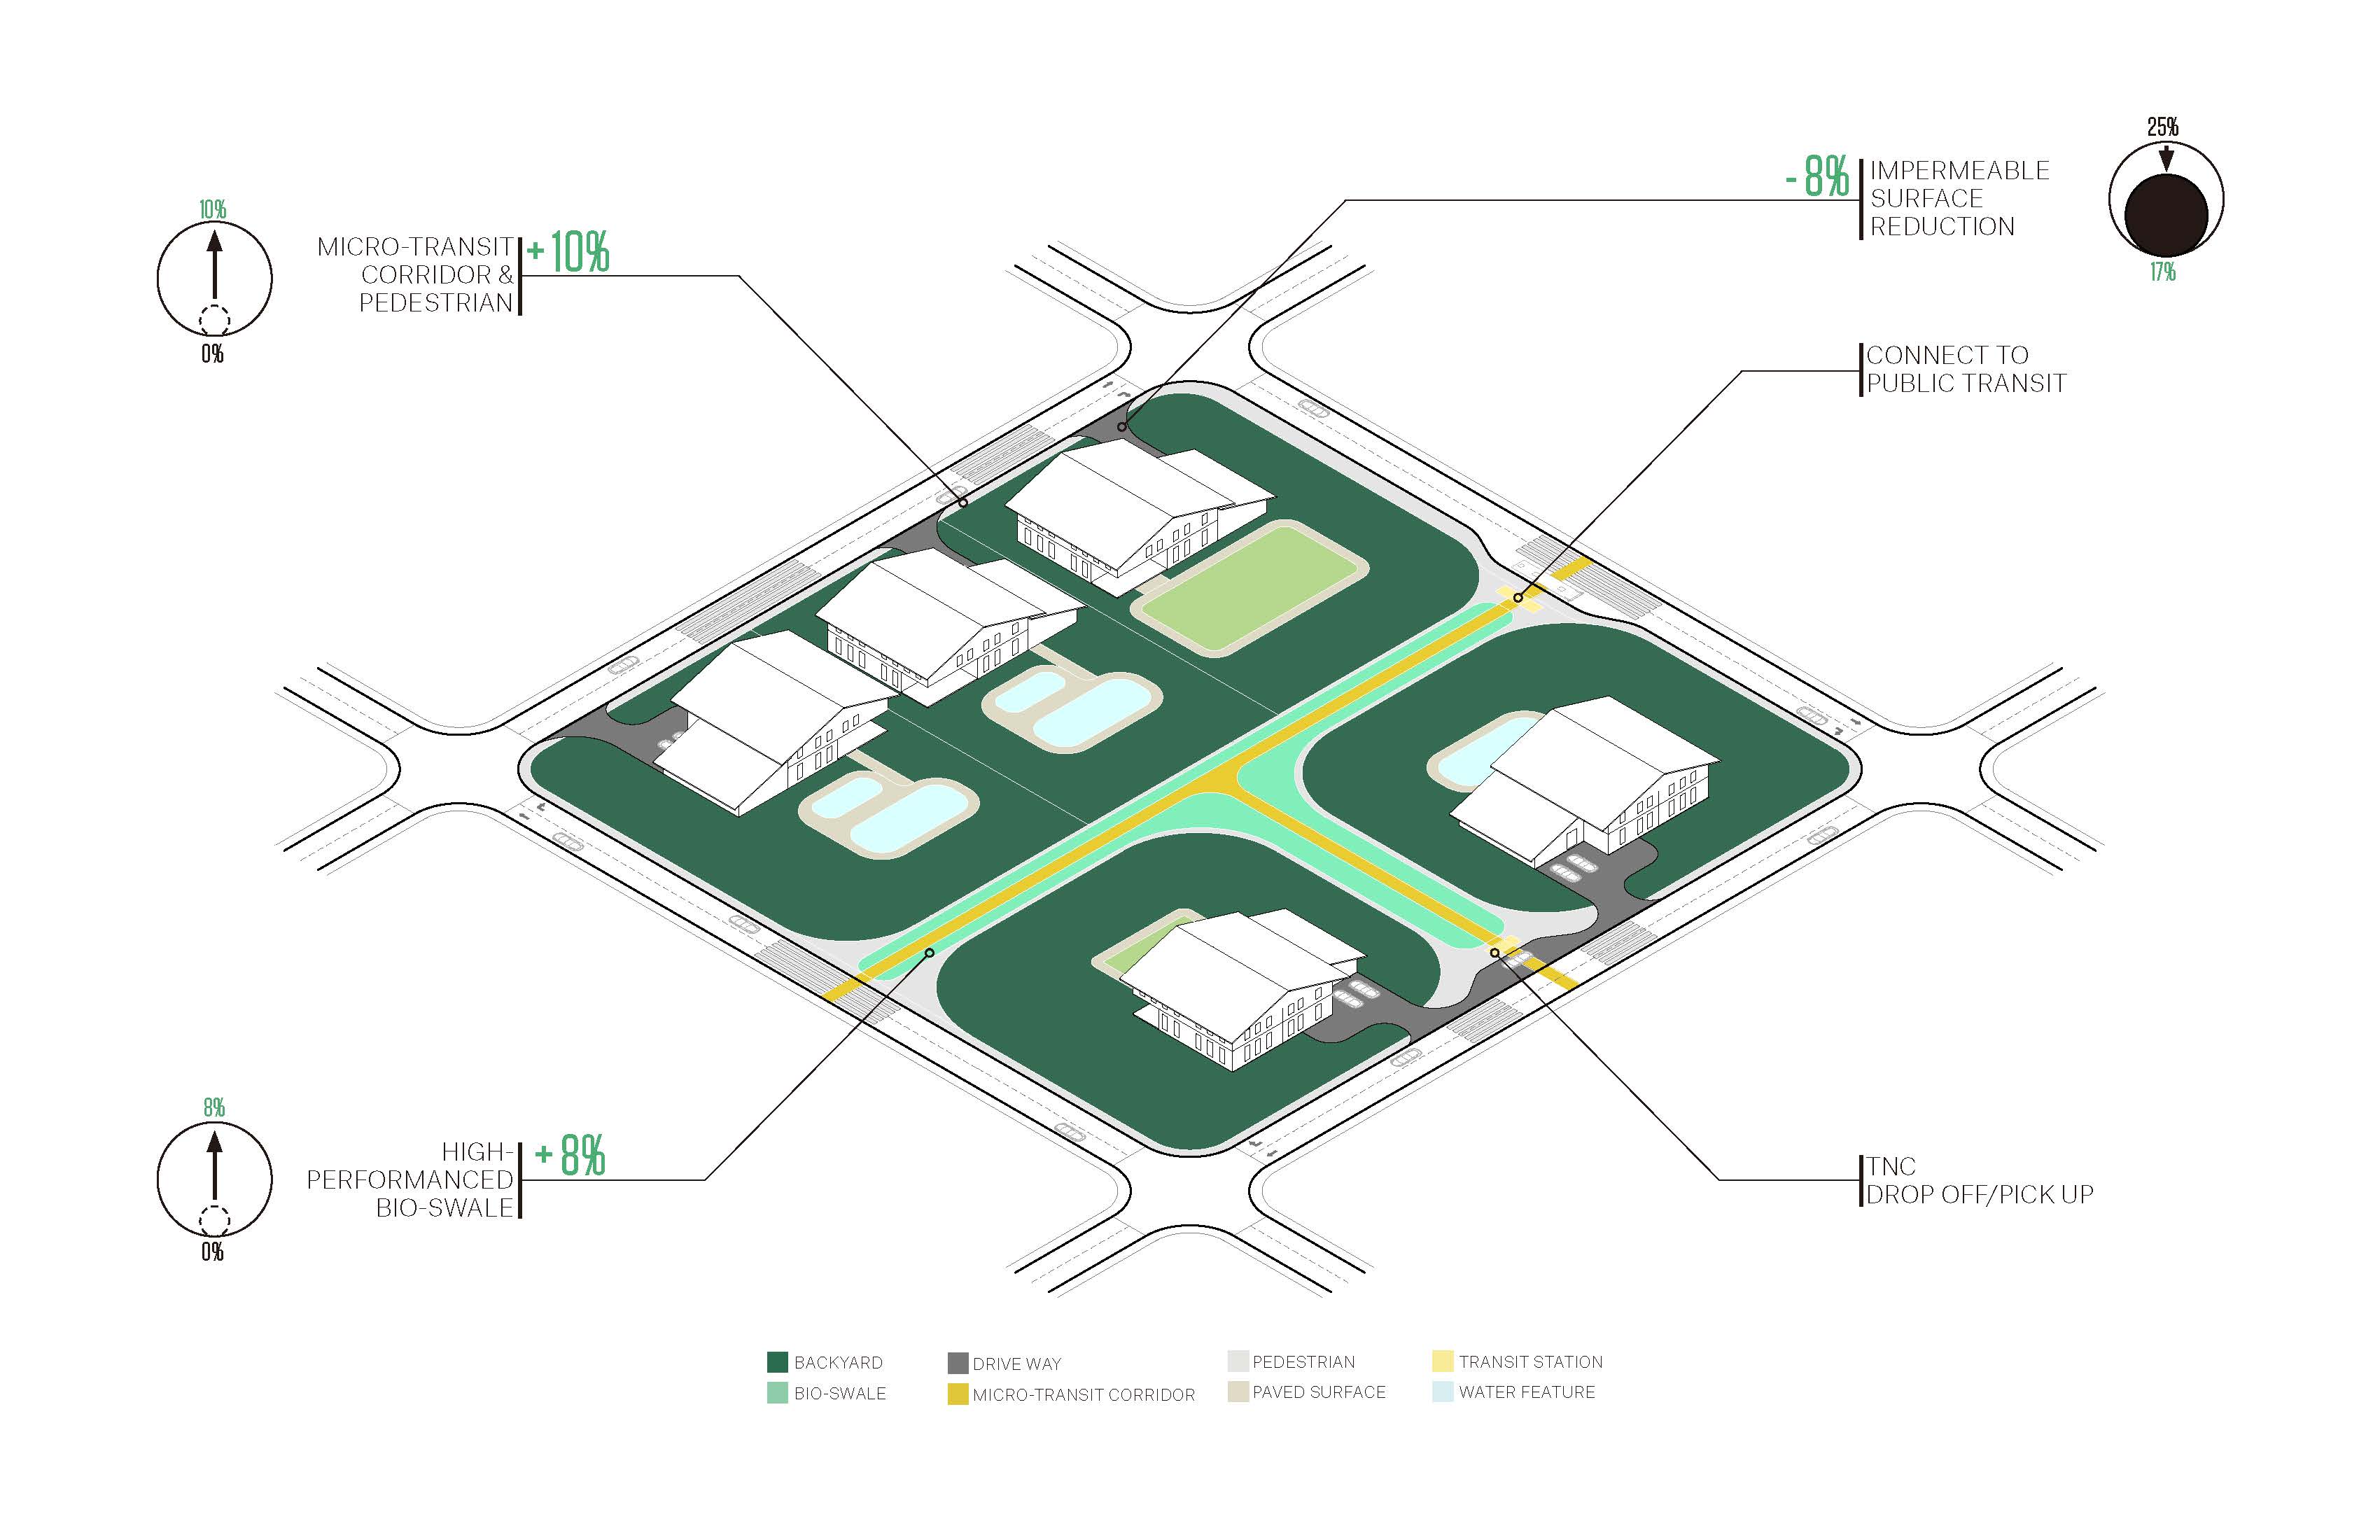 25%
- 8%
IMPERMEABLE
SURFACE
REDUCTION
17%
10%
MICRO-TRANSIT
CORRIDOR &
PEDESTRIAN
+10%
0%
CONNECT TO
PUBLIC TRANSIT
8%
HIGH-
PERFORMANCED
BIO-SWALE
+8%
0%
TNC
DROP OFF/PICK UP
BACKYARD
DRIVE WAY
PEDESTRIAN
TRANSIT STATION
BIO-SWALE
MICRO-TRANSIT CORRIDOR
PAVED SURFACE
WATER FEATURE